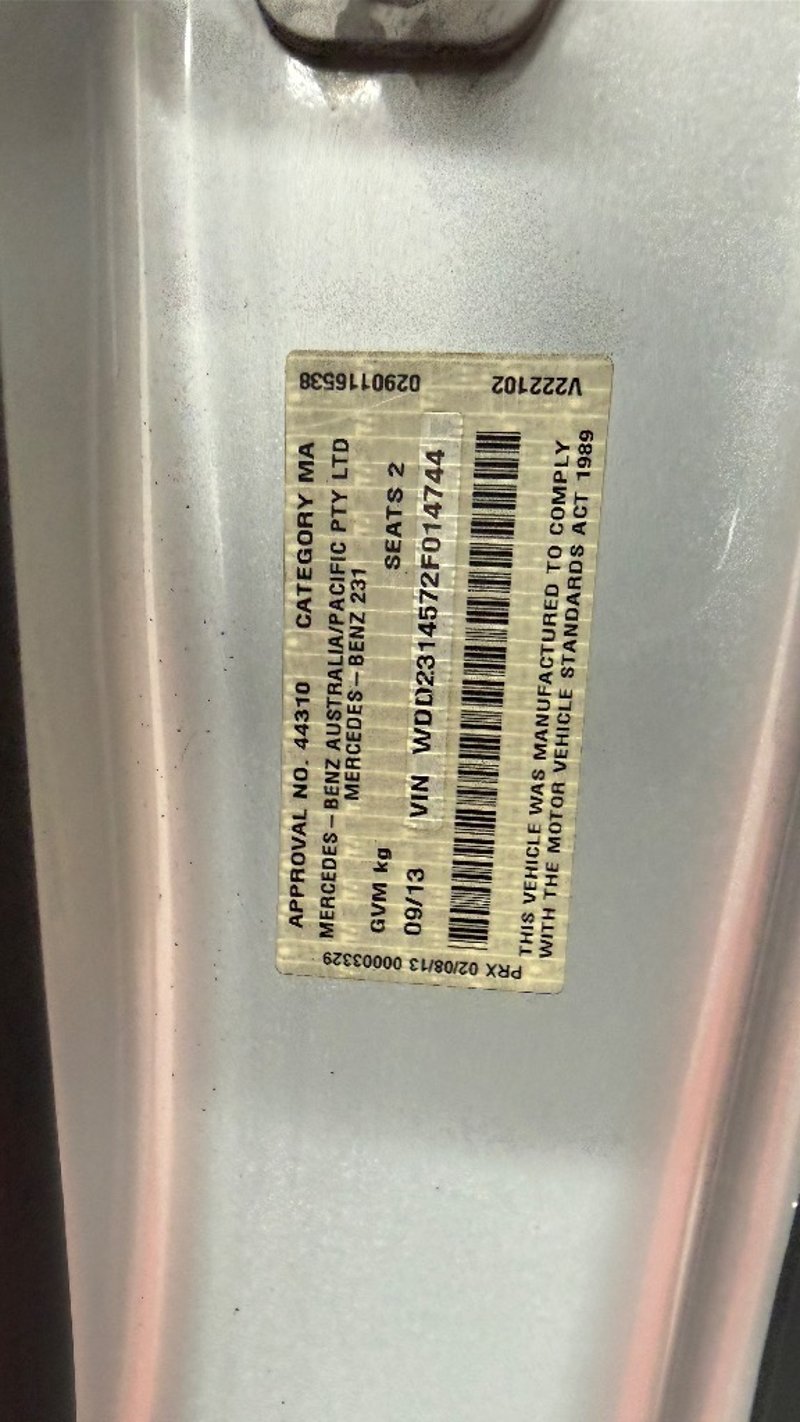 APPROVAL NO. 44310 CATEGORY MA
MERCEDES-BENZ AUSTRALIA/PACIFIC PTY LTD
MERCEDES-BENZ 231
GVM kg SEATS 2
09/13 VIN WDD2314572F014744
THIS VEHICLE WAS MANUFACTURED TO COMPLY
WITH THE MOTOR VEHICLE STANDARDS ACT 1989
PRX 02/08/13 00003329
V222102 0290116538